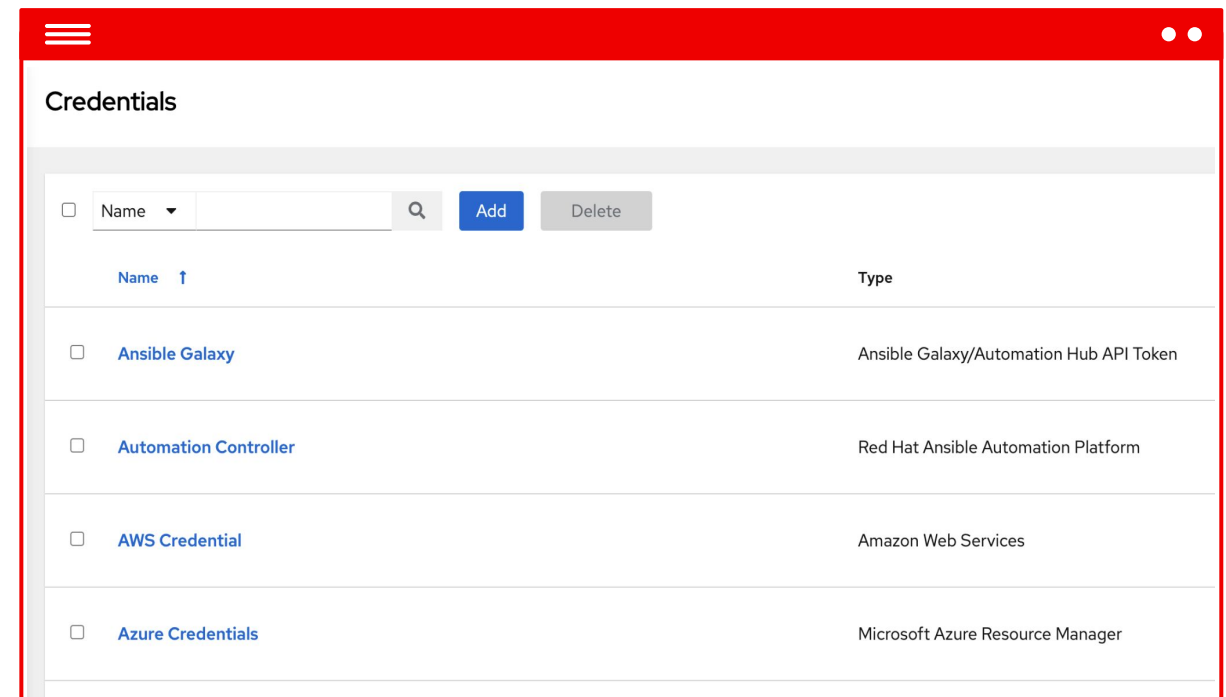 Credentials
Name Add Delete
Name Type
Ansible Galaxy Ansible Galaxy/Automation Hub API Token
Automation Controller Red Hat Ansible Automation Platform
AWS Credential Amazon Web Services
Azure Credentials Microsoft Azure Resource Manager